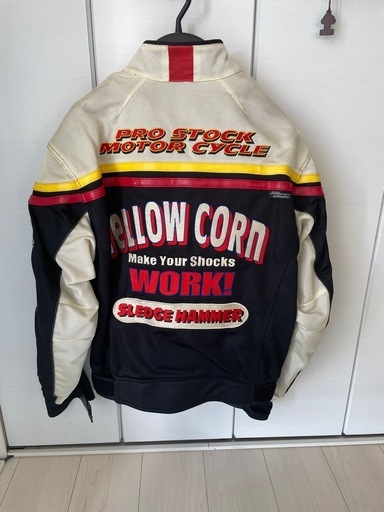 PRO STOCK
MOTOR CYCLE
YELLOW CORN
Make Your Shocks
WORK!
SLEDGE HAMMER